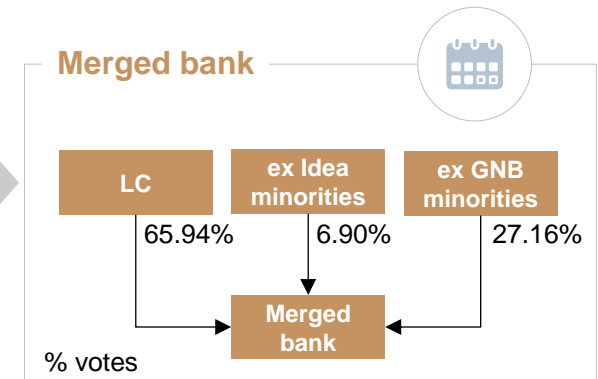 Merged bank
LC
ex Idea
minorities
ex GNB
minorities
65.94%
6.90%
27.16%
Merged
bank
% votes